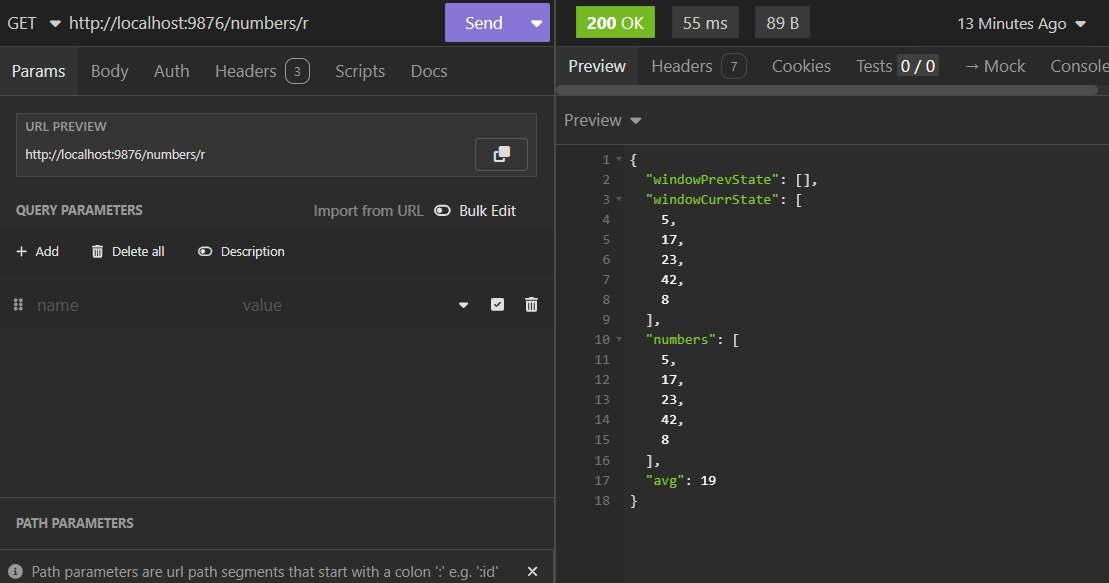 GET http://localhost:9876/numbers/r Send
Params Body Auth Headers 3 Scripts Docs
URL PREVIEW
http://localhost:9876/numbers/r
QUERY PARAMETERS Import from URL Bulk Edit
+ Add Delete all Description
name value
PATH PARAMETERS
Path parameters are url path segments that start with a colon ':' e.g. ':id'
200 OK 55 ms 89 B 13 Minutes Ago
Preview Headers 7 Cookies Tests 0 / 0 → Mock Console
Preview
1 {
2 "windowPrevState": [],
3 "windowCurrState": [
4 5,
5 17,
6 23,
7 42,
8 8
9 ],
10 "numbers": [
11 5,
12 17,
13 23,
14 42,
15 8
16 ],
17 "avg": 19
18 }